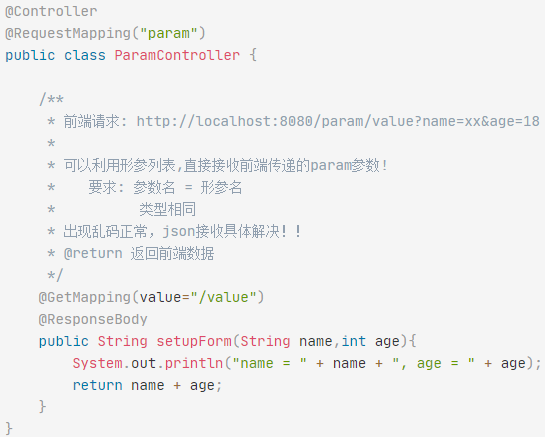 @Controller
@RequestMapping("param")
public class ParamController {
/**
* 前端请求: http://localhost:8080/param/value?name=xx&age=18
*
* 可以利用形参列表,直接接收前端传递的param参数!
*    要求: 参数名 = 形参名
*          类型相同
* 出现乱码正常，json接收具体解决！！
* @return 返回前端数据
*/
@GetMapping(value="/value")
@ResponseBody
public String setupForm(String name,int age){
System.out.println("name = " + name + ", age = " + age);
return name + age;
}
}